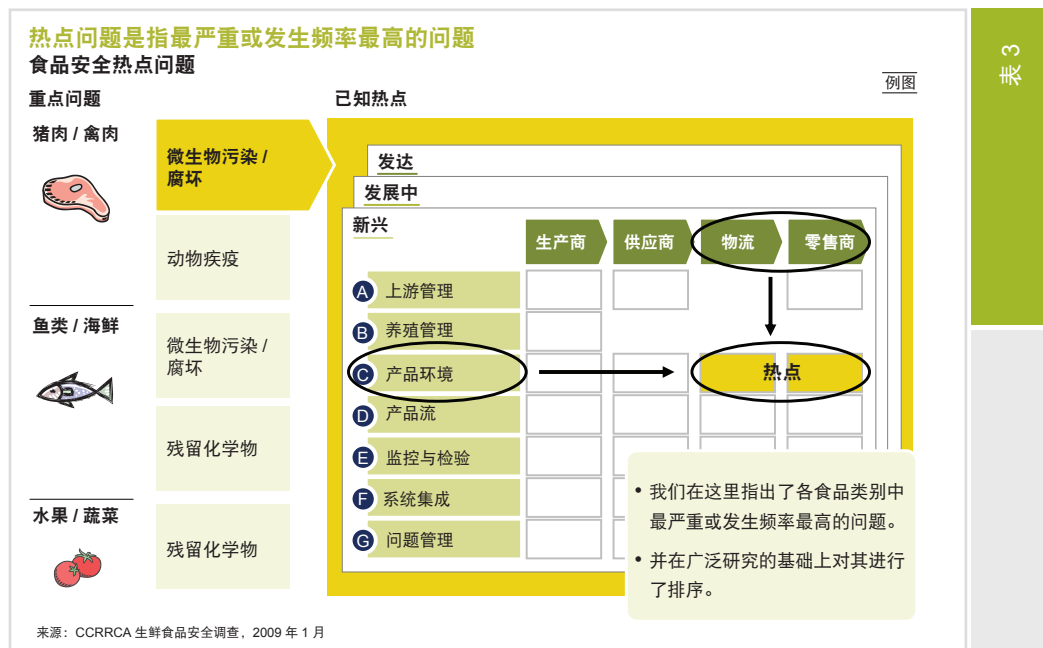 热点问题是指最严重或发生频率最高的问题
食品安全热点问题
例图
表 3
重点问题
已知热点
猪肉 / 禽肉
微生物污染 /
腐坏
动物疾疫
鱼类 / 海鲜
微生物污染 /
腐坏
残留化学物
水果 / 蔬菜
残留化学物
发达
发展中
新兴
生产商
供应商
物流
零售商
A 上游管理
B 养殖管理
C 产品环境
热点
D 产品流
E 监控与检验
F 系统集成
G 问题管理
• 我们在这里指出了各食品类别中
最严重或发生频率最高的问题。
• 并在广泛研究的基础上对其进行
了排序。
来源：CCRRCA 生鲜食品安全调查，2009 年 1 月